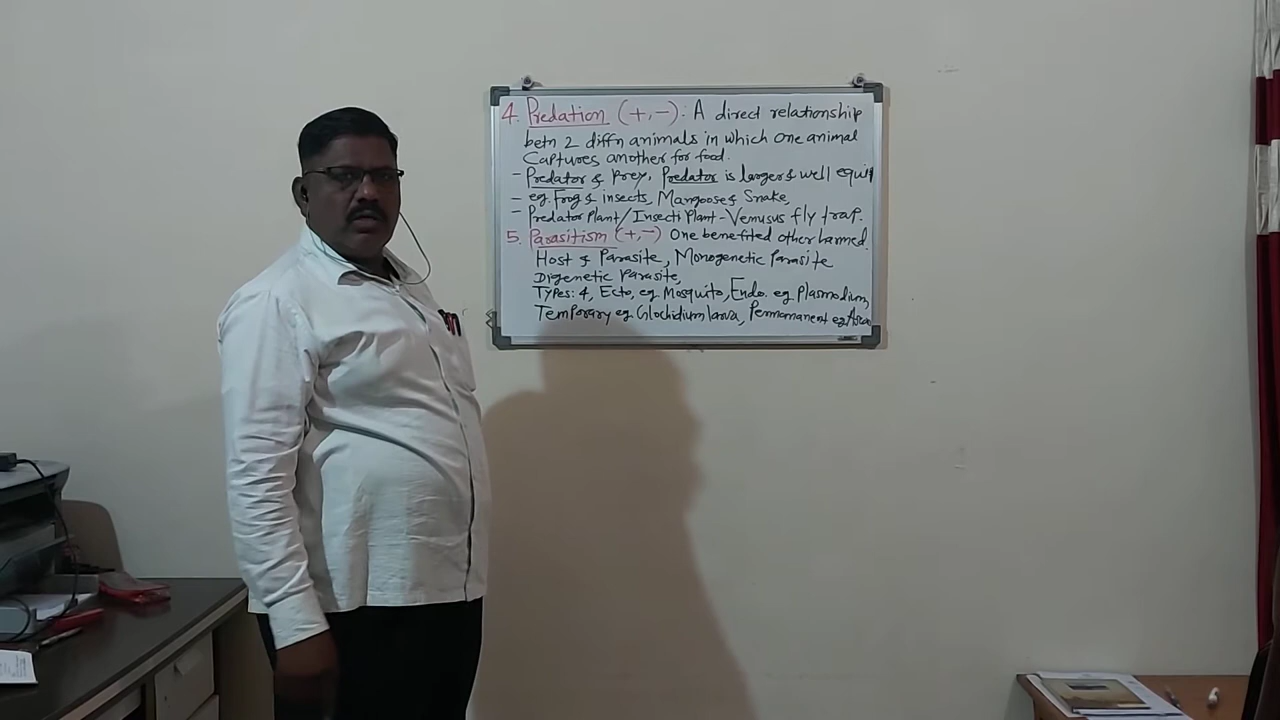 4. Predation (+,-): A direct relationship
betn 2 diffn animals in which one animal
Captures another for food.
- Predator & prey, Predator is larger & well equip
- eg. Frog & insects, Mangoose & Snake,
- Predator Plant/Insecti Plant - Venusus fly trap.
5. Parasitism (+,-) One benefited other harmed.
Host & Parasite, Monogenetic Parasite
Digenetic Parasite,
Types: 4, Ecto, eg. Mosquito, Endo. eg. Plasmodium,
Temporary eg. Glochidium larva, Permomanent eg. Asca